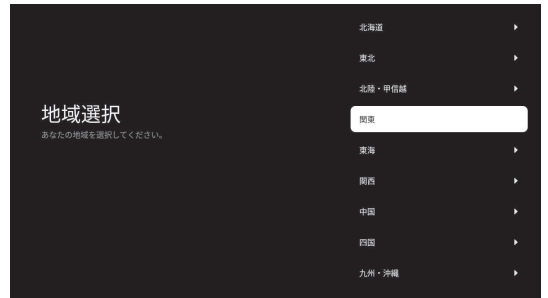 地域選択
あなたの地域を選択してください。
北海道
東北
北陸・甲信越
関東
東海
関西
中国
四国
九州・沖縄